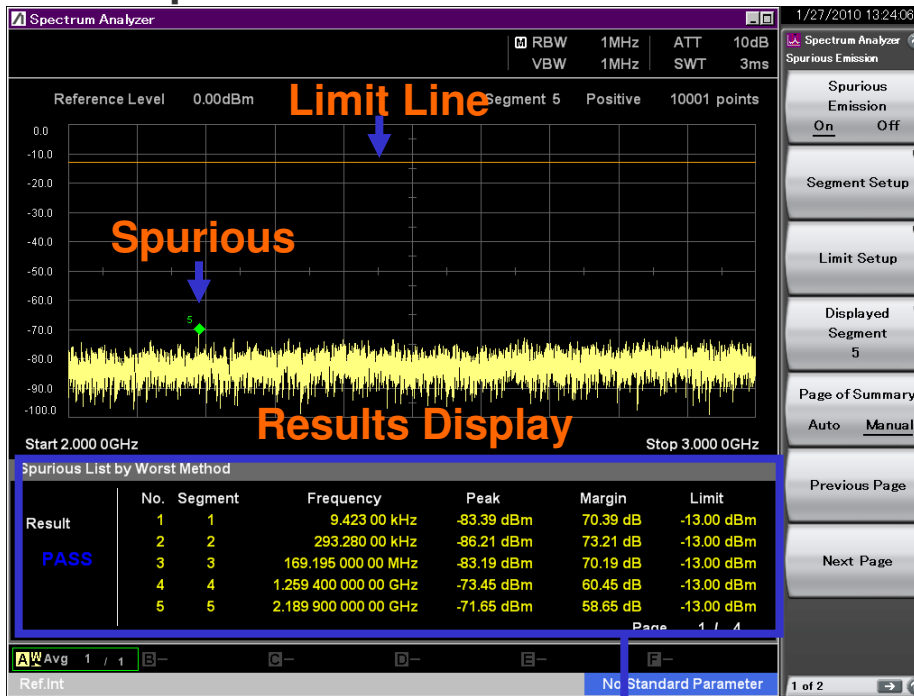 Spectrum Analyzer
1/27/2010 13:24:06
M RBW 1MHz ATT 10dB
VBW 1MHz SWT 3ms
Spectrum Analyzer
Spurious Emission
Reference Level 0.00dBm Segment 5 Positive 10001 points
Limit Line
Spurious
Emission
On Off
0.0
-10.0
-20.0
-30.0
-40.0
-50.0
-60.0
-70.0
-80.0
-90.0
-100.0
Spurious
5
Results Display
Start 2.000 0GHz Stop 3.000 0GHz
Segment Setup
Limit Setup
Displayed
Segment
5
Page of Summary
Auto Manual
Previous Page
Next Page
Spurious List by Worst Method
No. Segment Frequency Peak Margin Limit
Result
PASS
1 1 9.423 00 kHz -83.39 dBm 70.39 dB -13.00 dBm
2 2 293.280 00 kHz -86.21 dBm 73.21 dB -13.00 dBm
3 3 169.195 000 00 MHz -83.19 dBm 70.19 dB -13.00 dBm
4 4 1.259 400 000 00 GHz -73.45 dBm 60.45 dB -13.00 dBm
5 5 2.189 900 000 00 GHz -71.65 dBm 58.65 dB -13.00 dBm
Page 1 / 4
A Avg 1 / 1 B- C- D- E- F-
Ref.Int No Standard Parameter
1 of 2